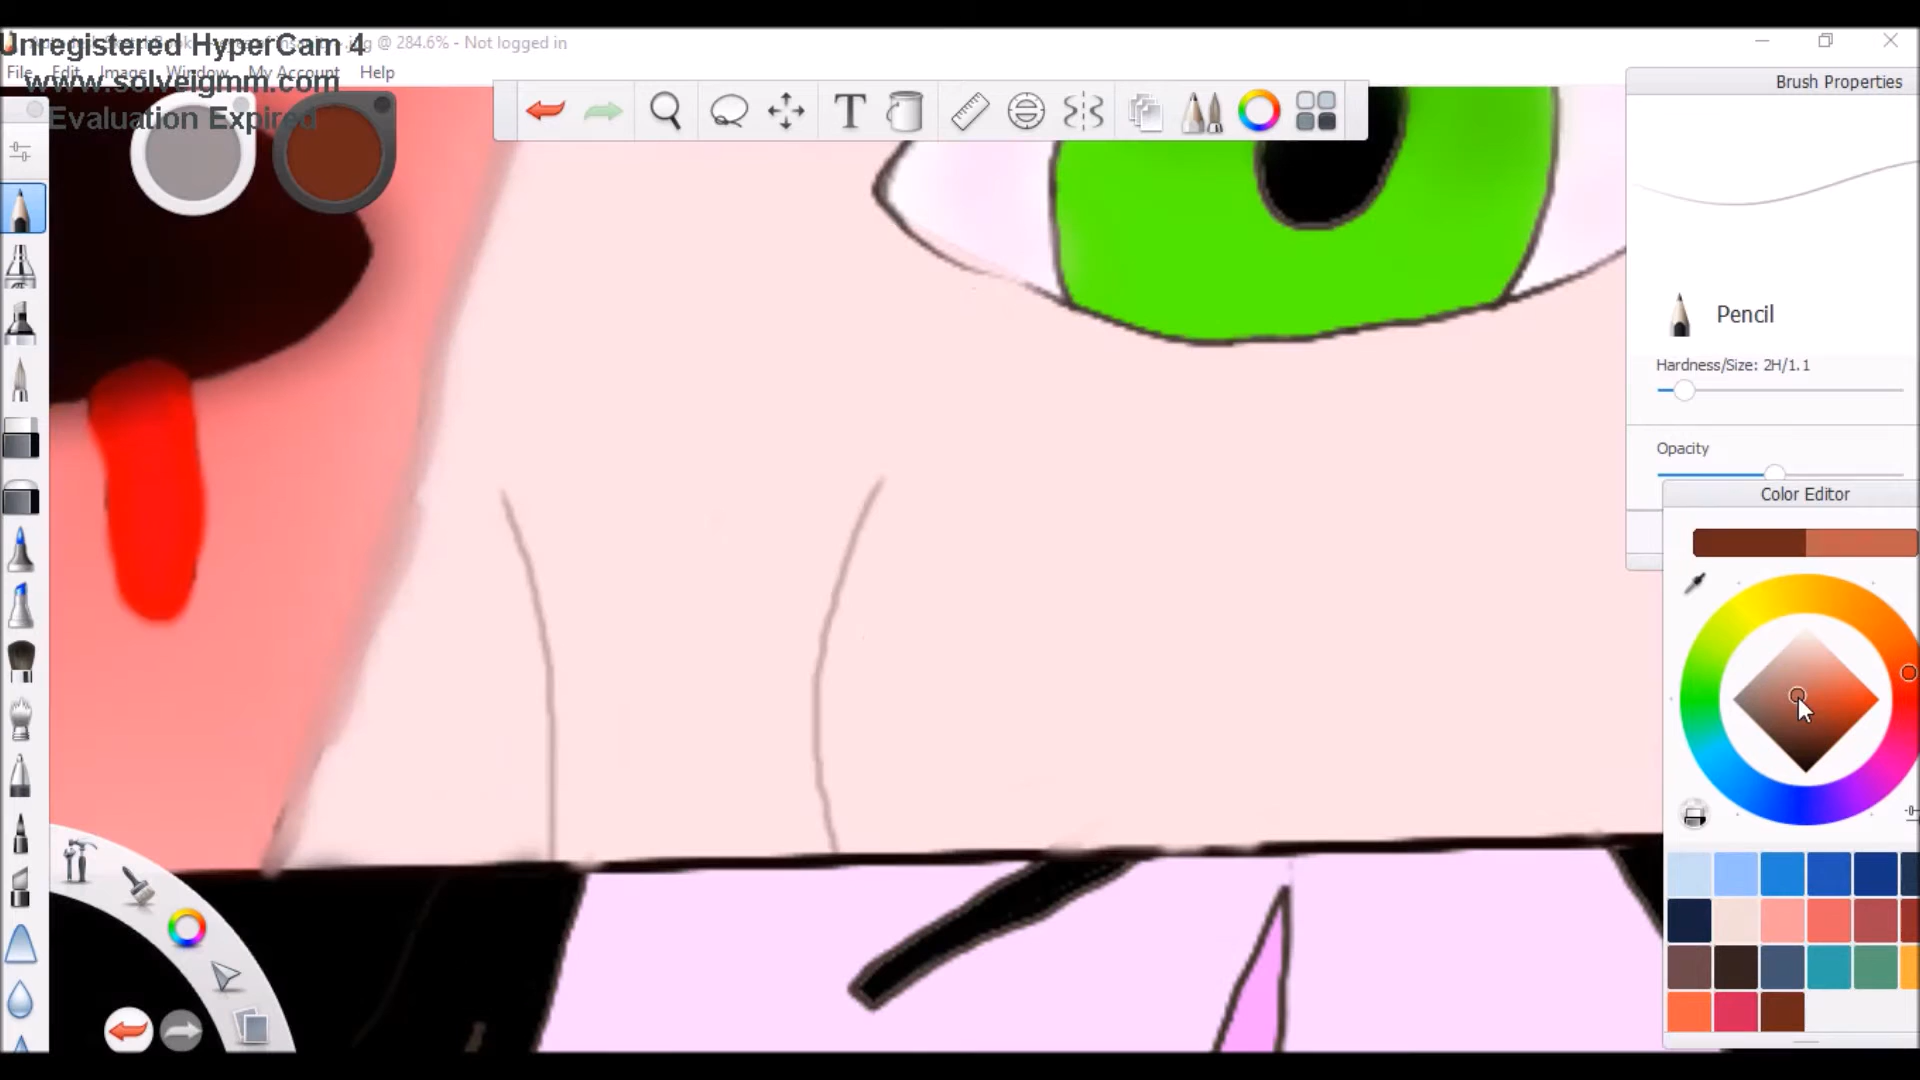 Unregistered HyperCam 4
.jpg @ 284.6% - Not logged in
File Edit Image Window My Account Help
www.solveigmm.com
Evaluation Expired
Brush Properties
Pencil
Hardness/Size: 2H/1.1
Opacity
Color Editor